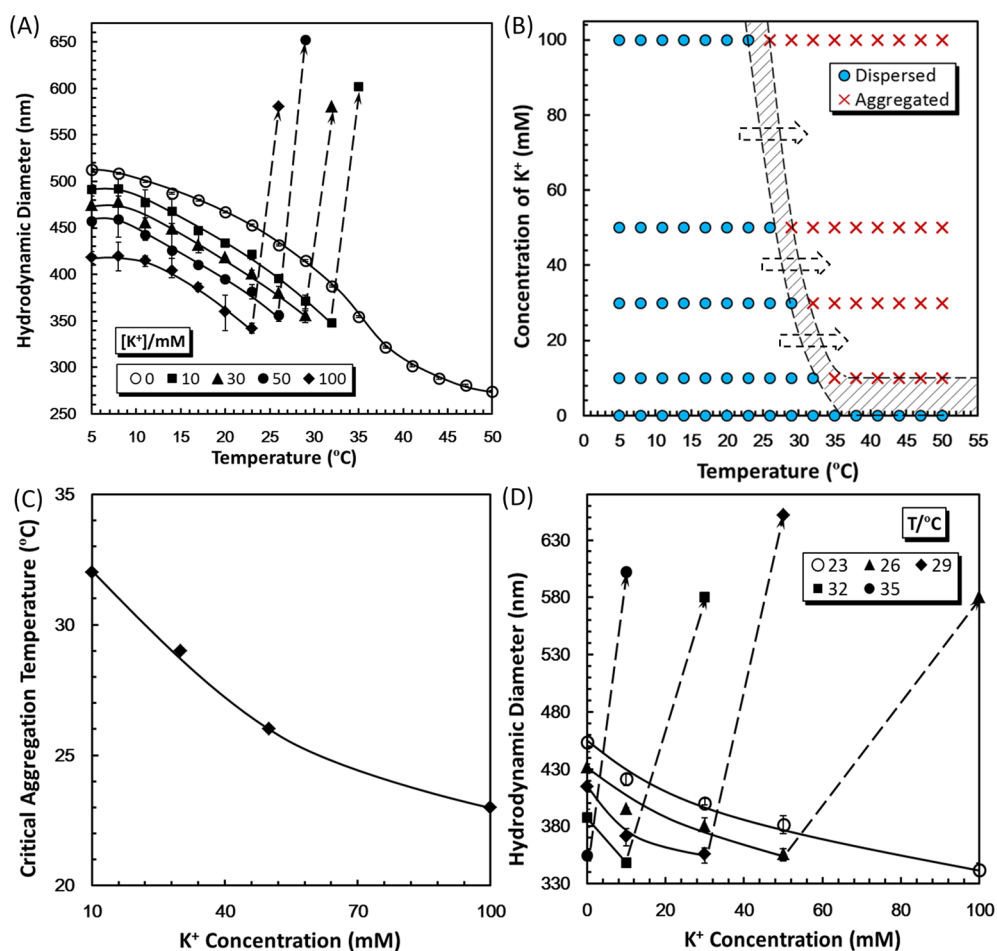 (A)
Hydrodynamic Diameter (nm)
650
600
550
500
450
400
350
300
250
[K⁺]/mM
0 10 30 50 100
5 10 15 20 25 30 35 40 45 50
Temperature (°C)
(B)
Concentration of K⁺ (mM)
100
80
60
40
20
0
Dispersed
Aggregated
0 5 10 15 20 25 30 35 40 45 50 55
Temperature (°C)
(C)
Critical Aggregation Temperature (°C)
35
30
25
20
10 40 70 100
K⁺ Concentration (mM)
(D)
Hydrodynamic Diameter (nm)
630
580
530
480
430
380
330
T/°C
23 26 29
32 35
0 20 40 60 80 100
K⁺ Concentration (mM)